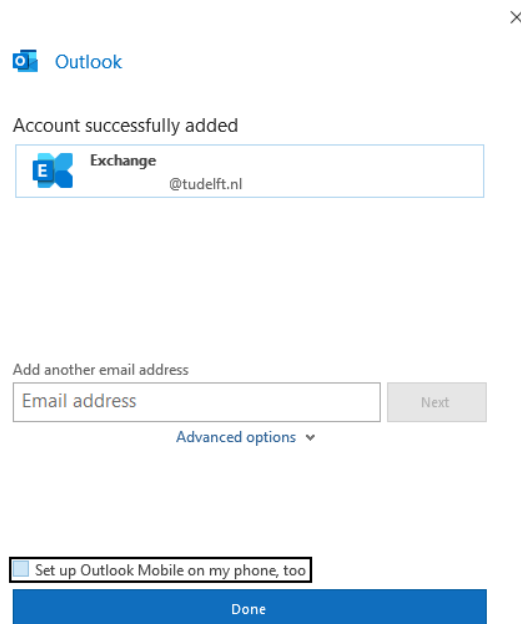 Outlook
Account successfully added
Exchange
@tudelft.nl
Add another email address
Email address
Next
Advanced options
Set up Outlook Mobile on my phone, too
Done